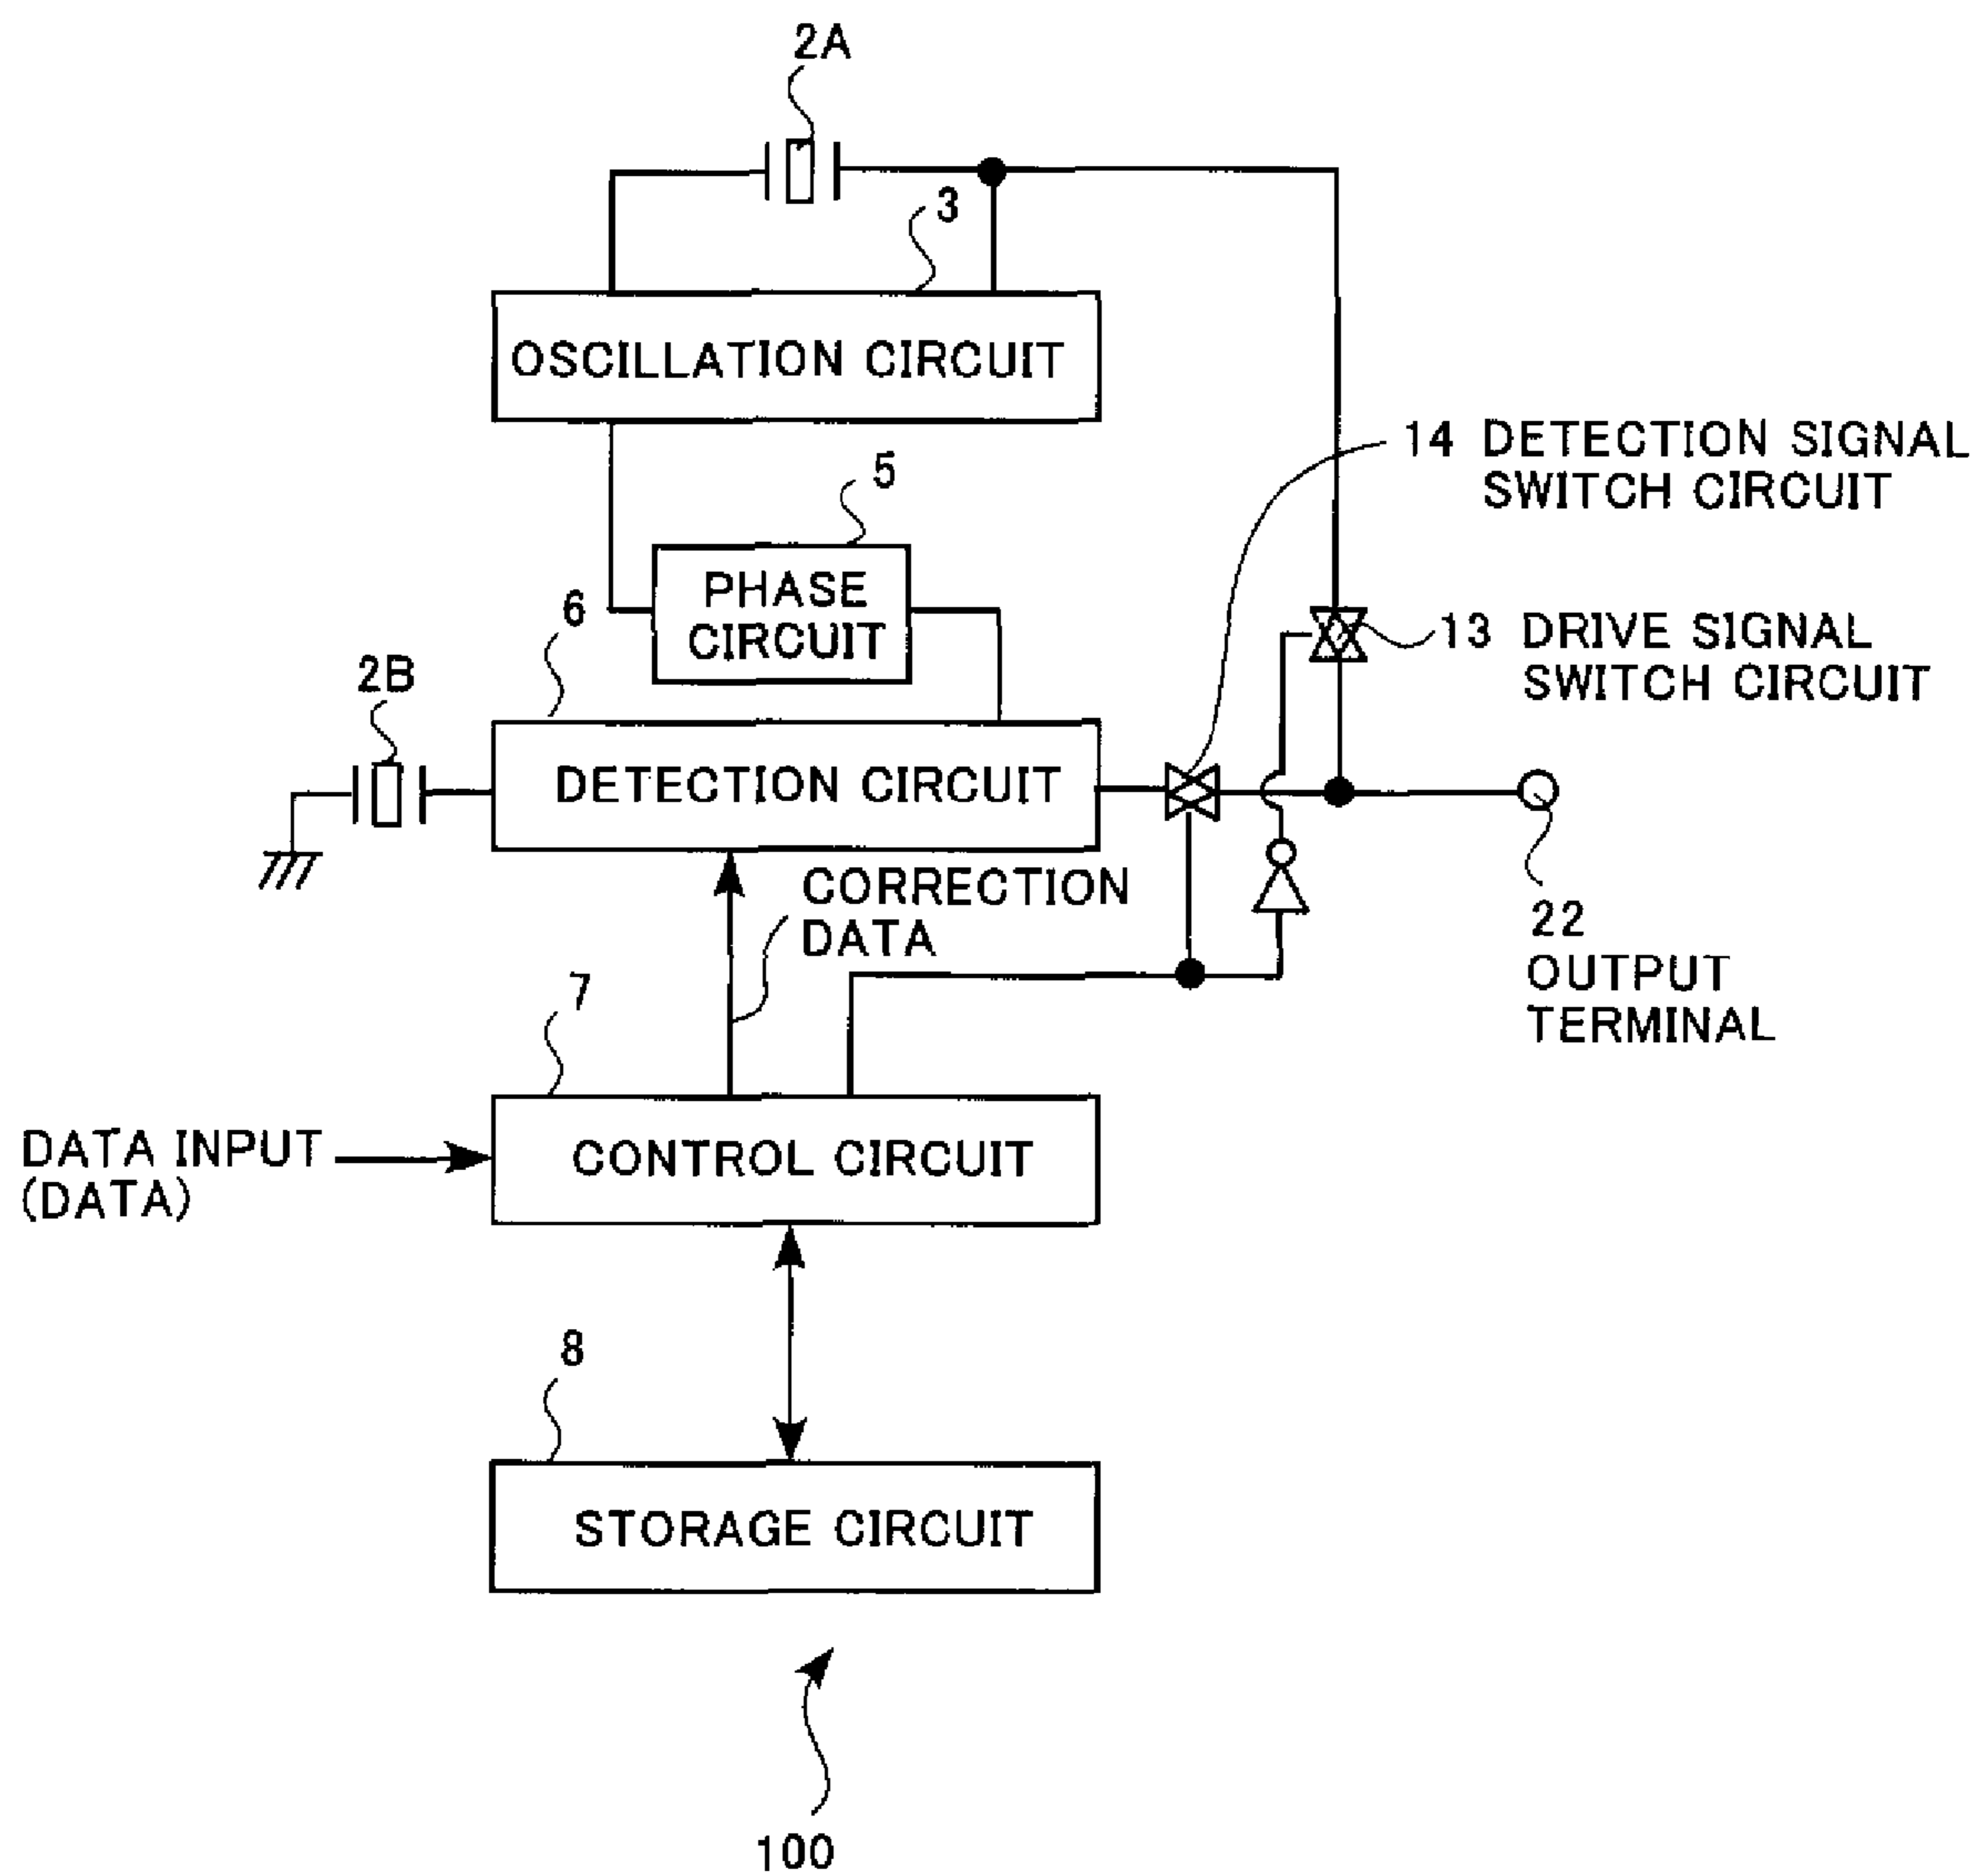 2A
3
OSCILLATION CIRCUIT
14 DETECTION SIGNAL
SWITCH CIRCUIT
5
PHASE
CIRCUIT
6
13 DRIVE SIGNAL
SWITCH CIRCUIT
2B
DETECTION CIRCUIT
CORRECTION
DATA
22
OUTPUT
TERMINAL
7
DATA INPUT
(DATA)
CONTROL CIRCUIT
8
STORAGE CIRCUIT
100